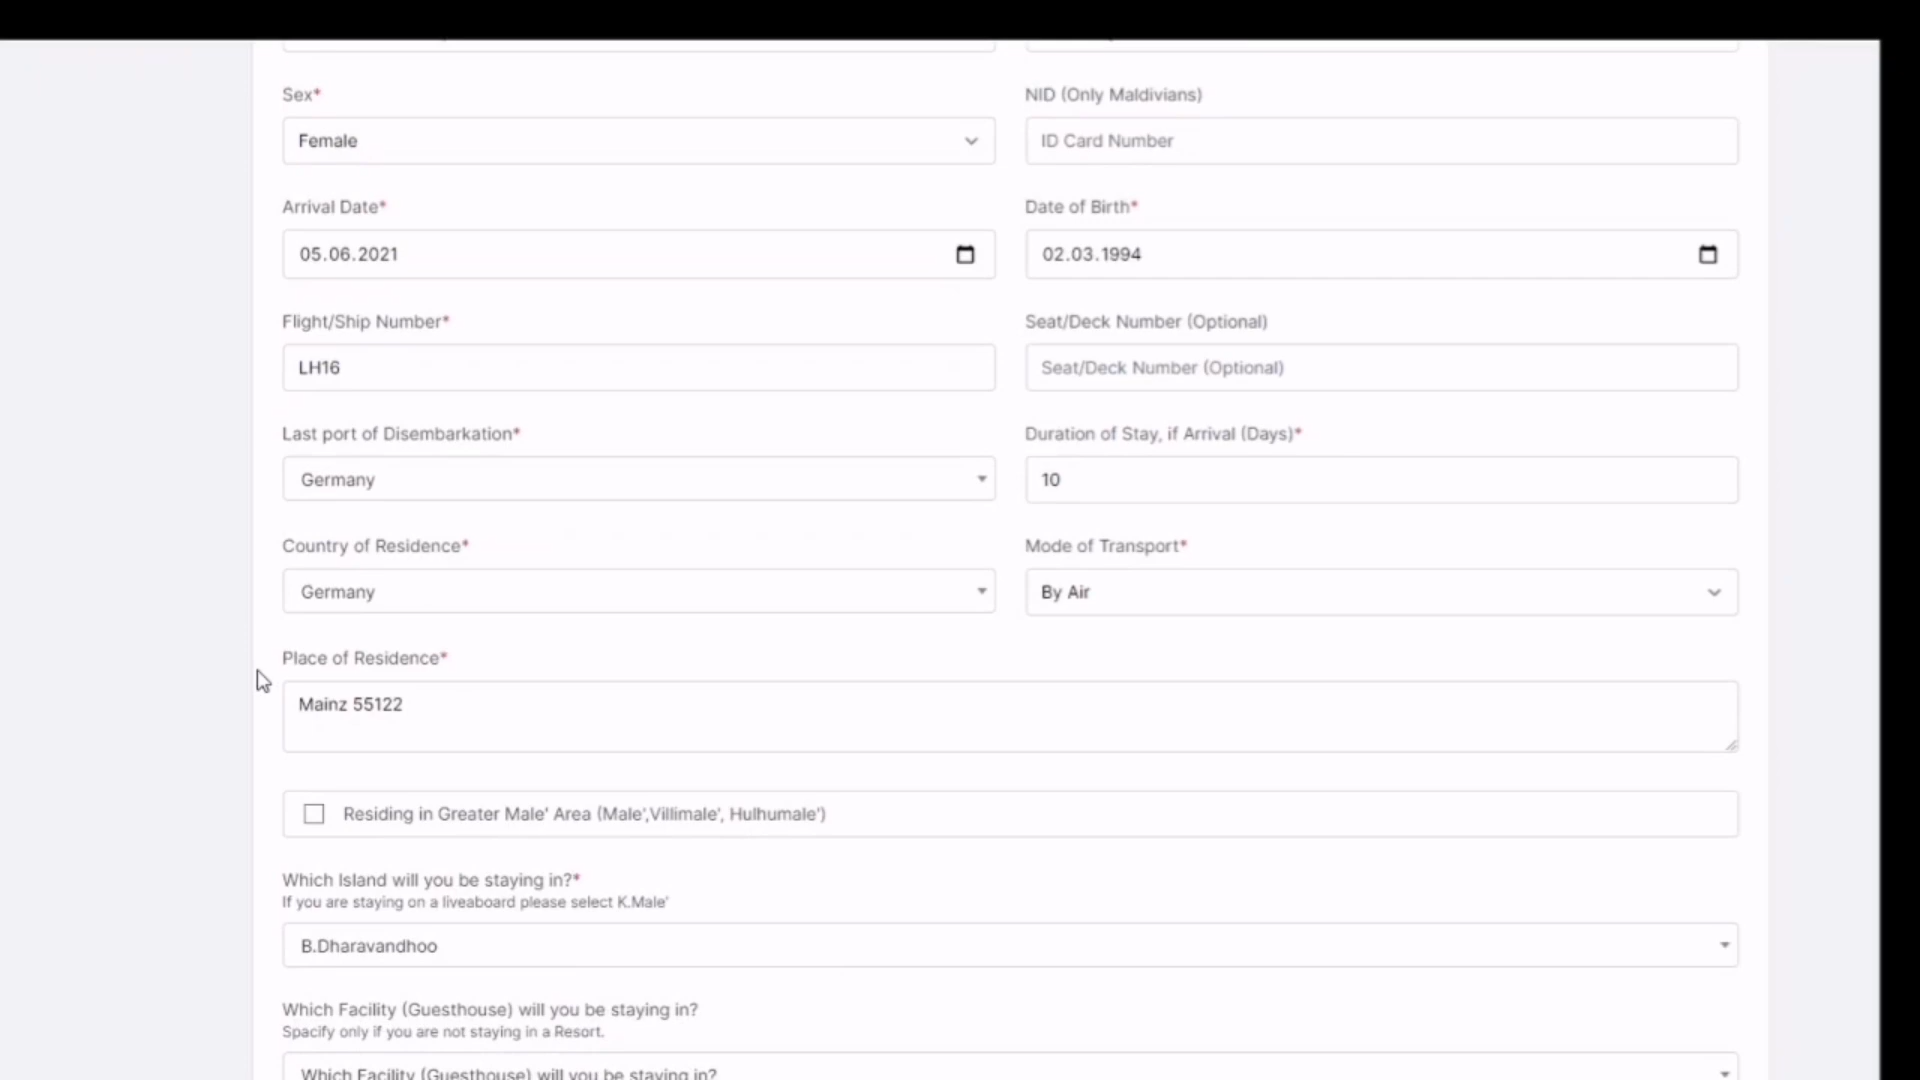 Sex*
NID (Only Maldivians)
Female
ID Card Number
Arrival Date*
Date of Birth*
05.06.2021
02.03.1994
Flight/Ship Number*
Seat/Deck Number (Optional)
LH16
Seat/Deck Number (Optional)
Last port of Disembarkation*
Duration of Stay, if Arrival (Days)*
Germany
10
Country of Residence*
Mode of Transport*
Germany
By Air
Place of Residence*
Mainz 55122
Residing in Greater Male' Area (Male',Villimale', Hulhumale')
Which Island will you be staying in?*
If you are staying on a liveaboard please select K.Male'
B.Dharavandhoo
Which Facility (Guesthouse) will you be staying in?
Spacify only if you are not staying in a Resort.
Which Facility (Guesthouse) will you be staying in?